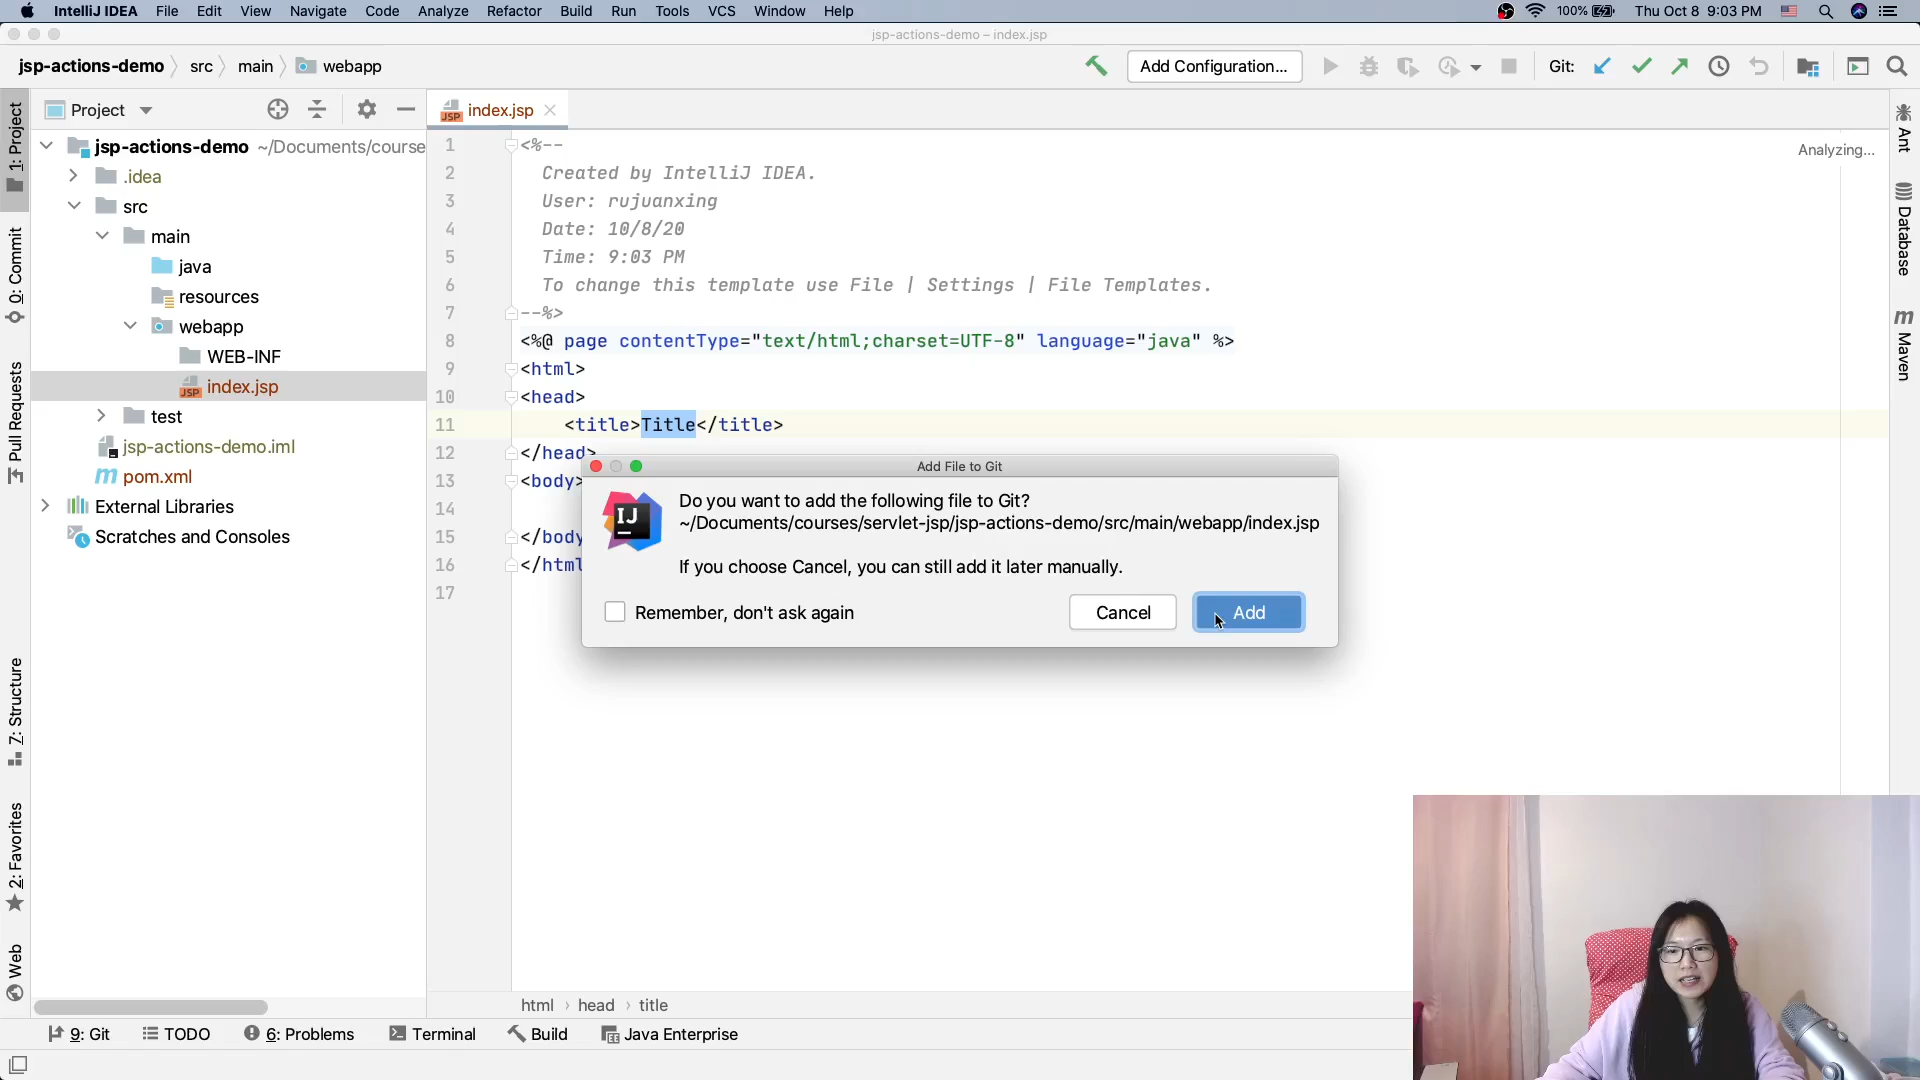 IntelliJ IDEA File Edit View Navigate Code Analyze Refactor Build Run Tools VCS Window Help 100% Thu Oct 8 9:03 PM
jsp-actions-demo – index.jsp
jsp-actions-demo src main webapp Add Configuration... Git:
Project index.jsp
1: Project
0: Commit
Pull Requests
7: Structure
2: Favorites
Web
jsp-actions-demo ~/Documents/course
.idea
src
main
java
resources
webapp
WEB-INF
JSP index.jsp
test
jsp-actions-demo.iml
m pom.xml
External Libraries
Scratches and Consoles
Analyzing...
1 <%--
2 Created by IntelliJ IDEA.
3 User: rujuanxing
4 Date: 10/8/20
5 Time: 9:03 PM
6 To change this template use File | Settings | File Templates.
7 --%>
8 <%@ page contentType="text/html;charset=UTF-8" language="java" %>
9 <html>
10 <head>
11 <title>Title</title>
12 </head>
13 <body>
14
15 </body
16 </html
17
Add File to Git
IJ
Do you want to add the following file to Git?
~/Documents/courses/servlet-jsp/jsp-actions-demo/src/main/webapp/index.jsp
If you choose Cancel, you can still add it later manually.
Remember, don't ask again Cancel Add
Ant
Database
m Maven
html › head › title
9: Git TODO 6: Problems Terminal Build Java Enterprise